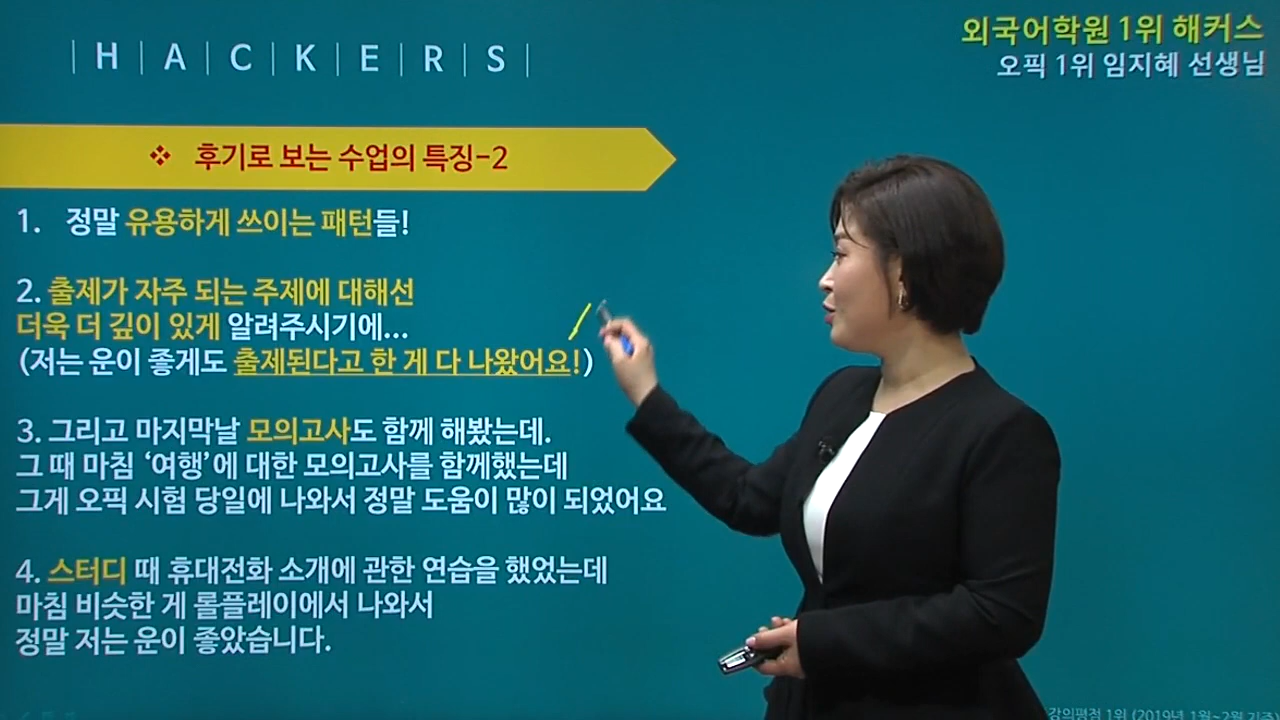 HACKERS
외국어학원 1위 해커스
오픽 1위 임지혜 선생님
❖ 후기로 보는 수업의 특징-2
1. 정말 유용하게 쓰이는 패턴들!
2. 출제가 자주 되는 주제에 대해선
더욱 더 깊이 있게 알려주시기에...
(저는 운이 좋게도 출제된다고 한 게 다 나왔어요!)
3. 그리고 마지막날 모의고사도 함께 해봤는데.
그 때 마침 ‘여행’에 대한 모의고사를 함께했는데
그게 오픽 시험 당일에 나와서 정말 도움이 많이 되었어요
4. 스터디 때 휴대전화 소개에 관한 연습을 했었는데
마침 비슷한 게 롤플레이에서 나와서
정말 저는 운이 좋았습니다.
강의평점 1위 (2019년 1월~2월 기준)